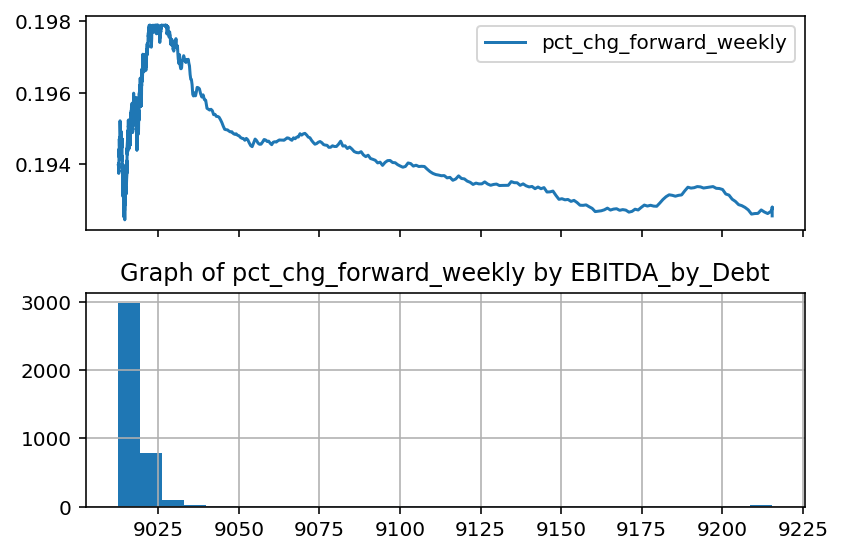 0.198
0.196
0.194
pct_chg_forward_weekly
Graph of pct_chg_forward_weekly by EBITDA_by_Debt
3000
2000
1000
0
9025 9050 9075 9100 9125 9150 9175 9200 9225